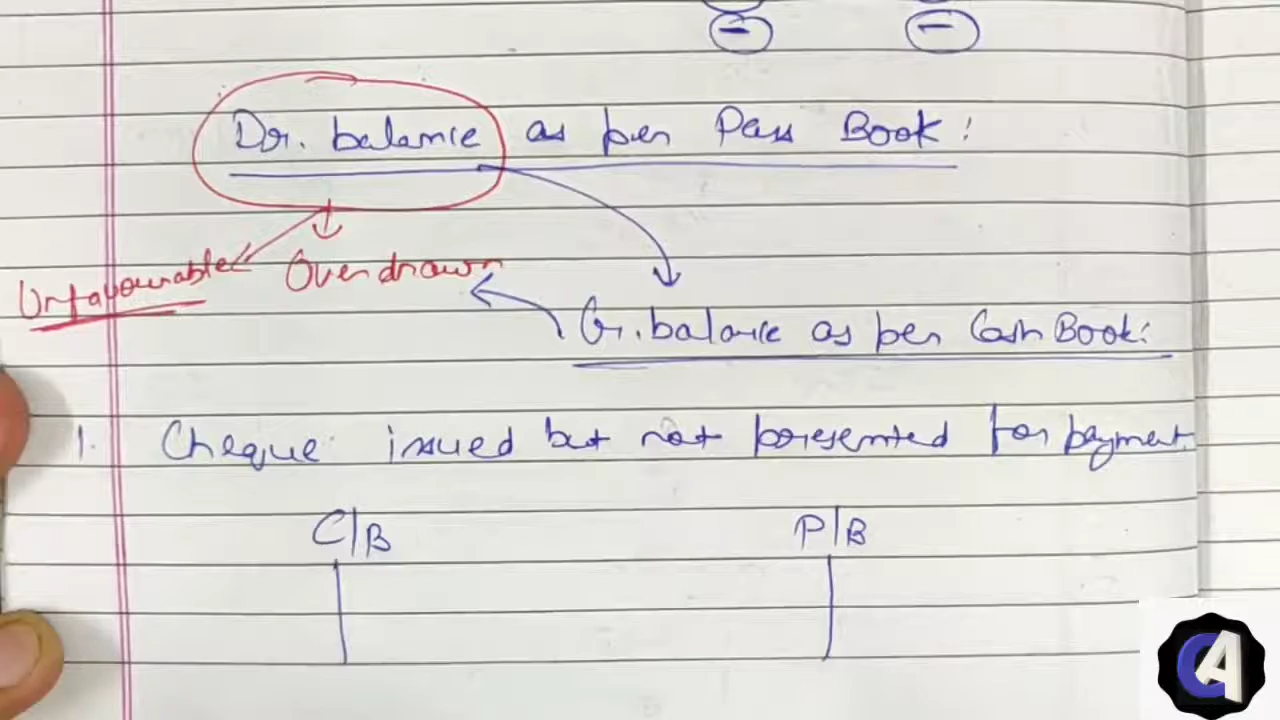 Dr. balance as per Pass Book:
Unfavourable Overdrawn
Cr. balance as per Cash Book:
1. Cheque issued but not presented for payment.
C/B P/B
CA